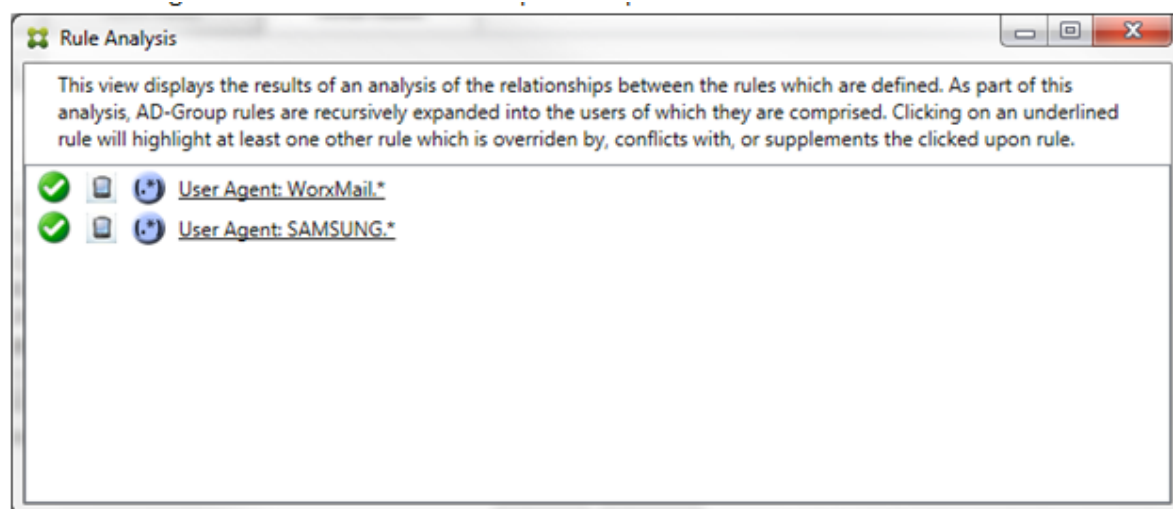 Rule Analysis
This view displays the results of an analysis of the relationships between the rules which are defined. As part of this
analysis, AD-Group rules are recursively expanded into the users of which they are comprised. Clicking on an underlined
rule will highlight at least one other rule which is overriden by, conflicts with, or supplements the clicked upon rule.
(.*) User Agent: WorxMail.*
(.*) User Agent: SAMSUNG.*